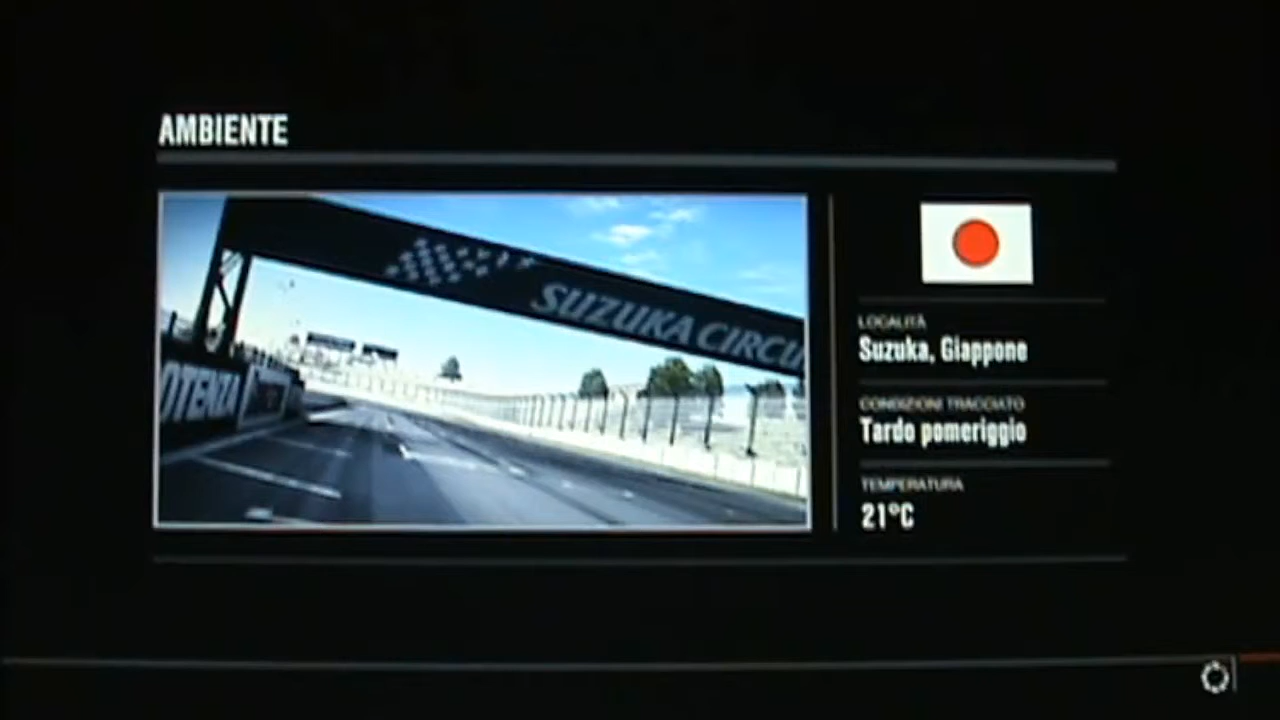 AMBIENTE
SUZUKA CIRCU
OTENZA
LOCALITÀ
Suzuka, Giappone
CONDIZIONI TRACCIATO
Tardo pomeriggio
TEMPERATURA
21°C